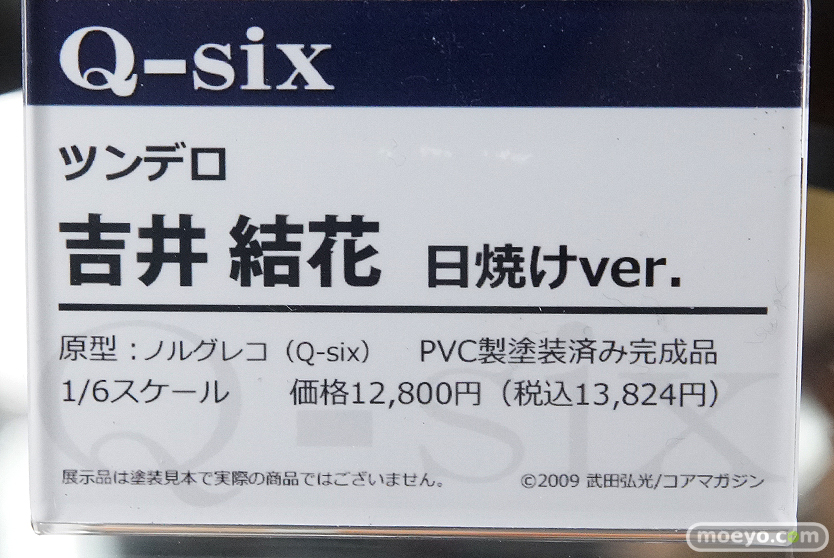 Q-six
ツンデロ
吉井 結花 日焼けver.
原型：ノルグレコ（Q-six） PVC製塗装済み完成品
1/6スケール 価格12,800円（税込13,824円）
展示品は塗装見本で実際の商品ではございません。 ©2009 武田弘光/コアマガジン
Q-six
moeyo.com